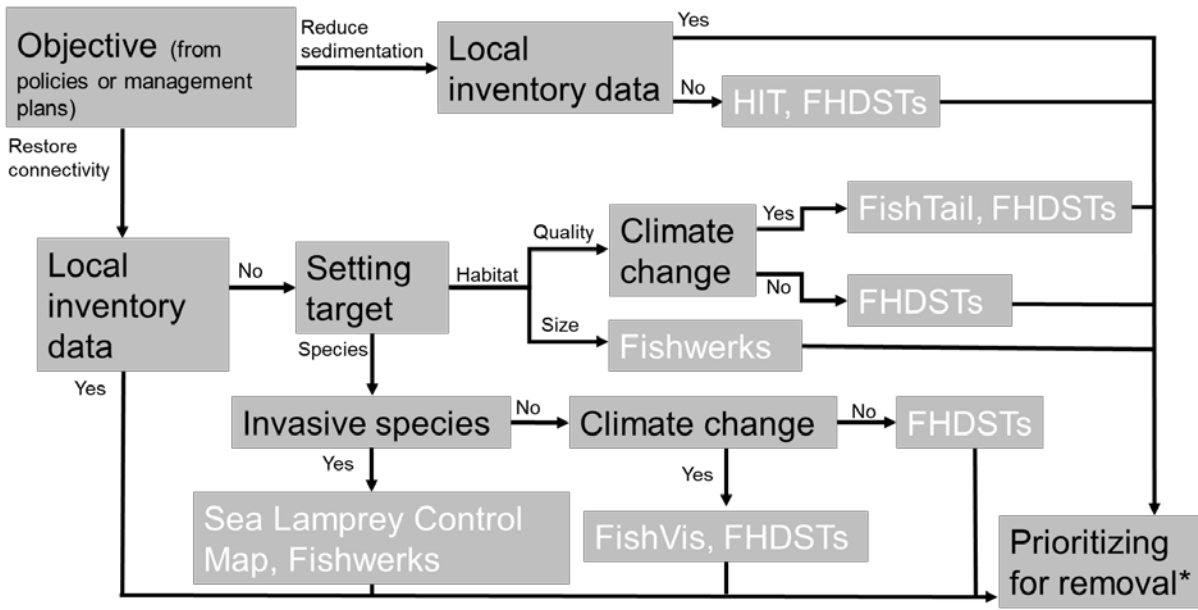 Objective (from
policies or management
plans)
Reduce
sedimentation
Local
inventory data
Yes
No
HIT, FHDSTs
Restore
connectivity
Local
inventory
data
No
Setting
target
Habitat
Quality
Climate
change
Yes
FishTail, FHDSTs
No
FHDSTs
Size
Fishwerks
Yes
Species
Invasive species
No
Climate change
No
FHDSTs
Yes
Sea Lamprey Control
Map, Fishwerks
Yes
FishVis, FHDSTs
Prioritizing
for removal*